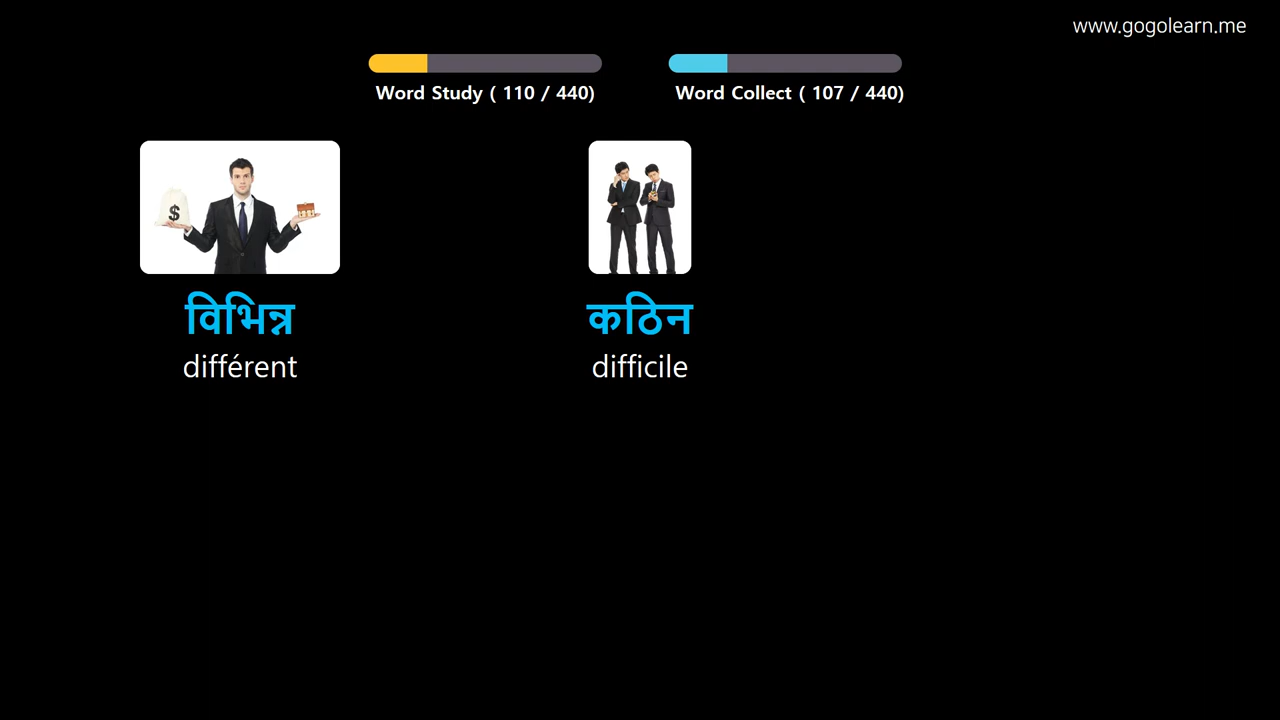 www.gogolearn.me
Word Study ( 110 / 440)
Word Collect ( 107 / 440)
$
विभिन्न
différent
कठिन
difficile